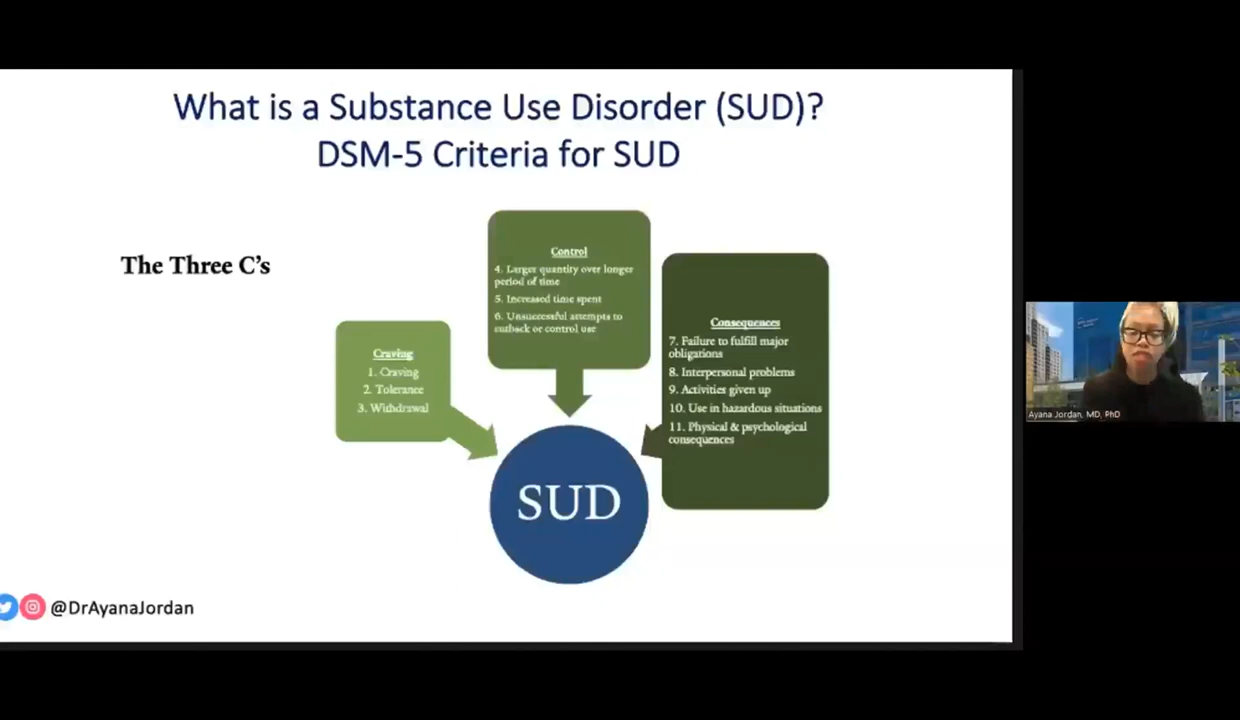 What is a Substance Use Disorder (SUD)?
DSM-5 Criteria for SUD
The Three C's
Craving
1. Craving
2. Tolerance
3. Withdrawal
Control
4. Larger quantity over longer
period of time
5. Increased time spent
6. Unsuccessful attempts to
cutback or control use
Consequences
7. Failure to fulfill major
obligations
8. Interpersonal problems
9. Activities given up
10. Use in hazardous situations
11. Physical & psychological
consequences
SUD
@DrAyanaJordan
Ayana Jordan, MD, PhD